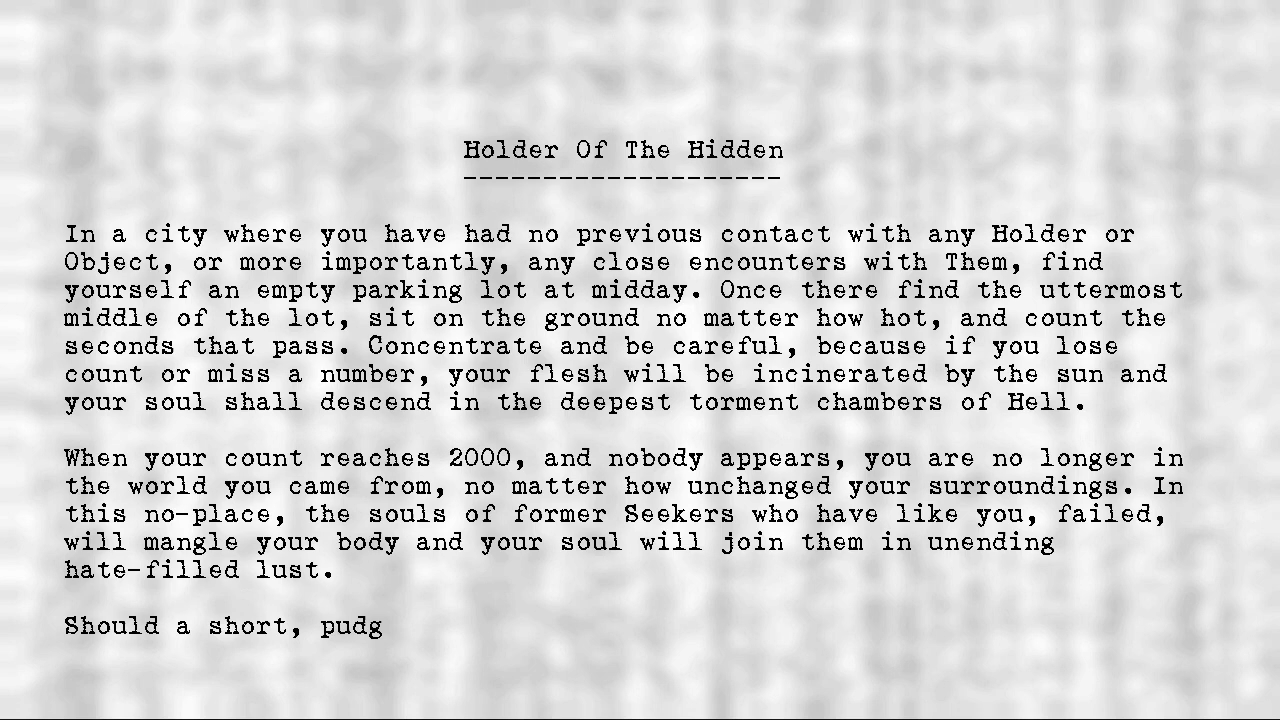 Holder Of The Hidden
--------------------
In a city where you have had no previous contact with any Holder or
Object, or more importantly, any close encounters with Them, find
yourself an empty parking lot at midday. Once there find the uttermost
middle of the lot, sit on the ground no matter how hot, and count the
seconds that pass. Concentrate and be careful, because if you lose
count or miss a number, your flesh will be incinerated by the sun and
your soul shall descend in the deepest torment chambers of Hell.
When your count reaches 2000, and nobody appears, you are no longer in
the world you came from, no matter how unchanged your surroundings. In
this no-place, the souls of former Seekers who have like you, failed,
will mangle your body and your soul will join them in unending
hate-filled lust.
Should a short, pudg